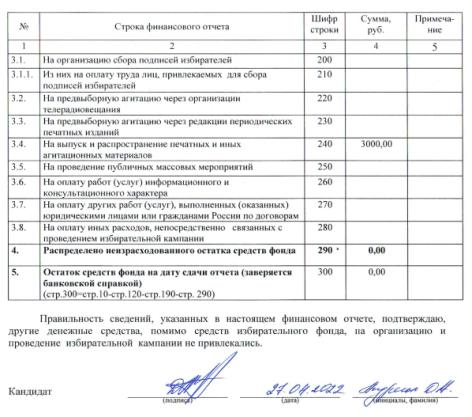 № Строка финансового отчета Шифр строки Сумма, руб. Примечание
1 2 3 4 5
3.1. На организацию сбора подписей избирателей 200
3.1.1. Из них на оплату труда лиц, привлекаемых для сбора 210
подписей избирателей
3.2. На предвыборную агитацию через организации 220
телерадиовещания
3.3. На предвыборную агитацию через редакции периодических 230
печатных изданий
3.4. На выпуск и распространение печатных и иных 240 3000,00
агитационных материалов
3.5. На проведение публичных массовых мероприятий 250
3.6. На оплату работ (услуг) информационного и 260
консультационного характера
3.7. На оплату других работ (услуг), выполненных (оказанных) 270
юридическими лицами или гражданами России по договорам
3.8. На оплату иных расходов, непосредственно связанных с 280
проведением избирательной кампании
4. Распределено неизрасходованного остатка средств фонда 290 0,00
5. Остаток средств фонда на дату сдачи отчета (заверяется 300 0,00
банковской справкой)
(стр.300=стр.10-стр.120-стр.190-стр. 290)
Правильность сведений, указанных в настоящем финансовом отчете, подтверждаю,
другие денежные средства, помимо средств избирательного фонда, на организацию и
проведение избирательной кампании не привлекались.
Кандидат 27.04.2022 Д.Н.
(подпись) (дата) (инициалы, фамилия)